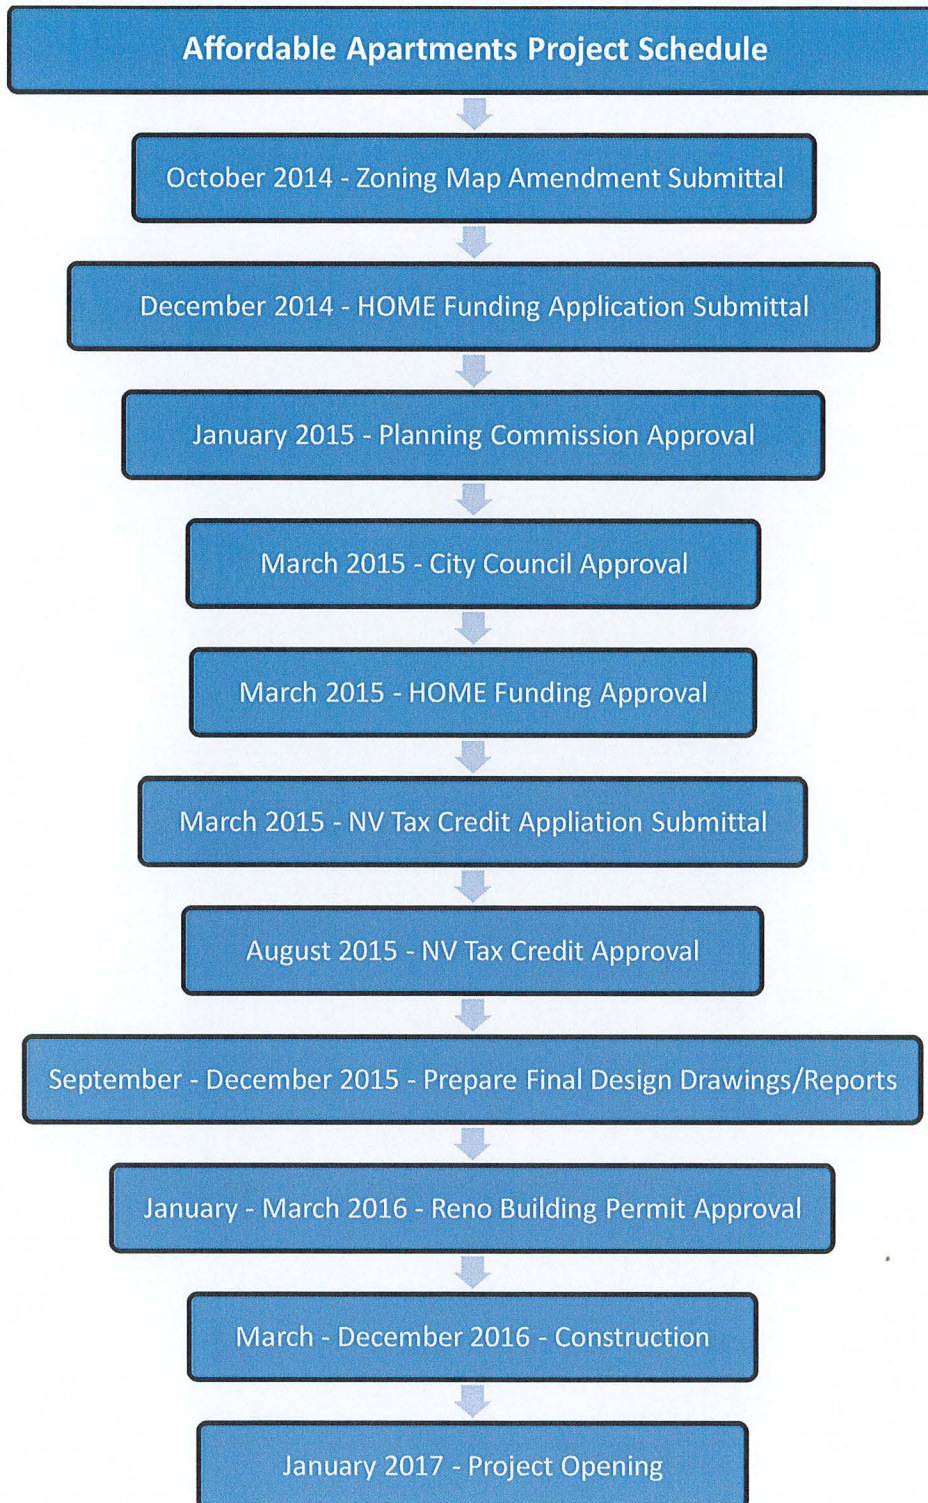 Affordable Apartments Project Schedule
October 2014 - Zoning Map Amendment Submittal
December 2014 - HOME Funding Application Submittal
January 2015 - Planning Commission Approval
March 2015 - City Council Approval
March 2015 - HOME Funding Approval
March 2015 - NV Tax Credit Appliation Submittal
August 2015 - NV Tax Credit Approval
September - December 2015 - Prepare Final Design Drawings/Reports
January - March 2016 - Reno Building Permit Approval
March - December 2016 - Construction
January 2017 - Project Opening